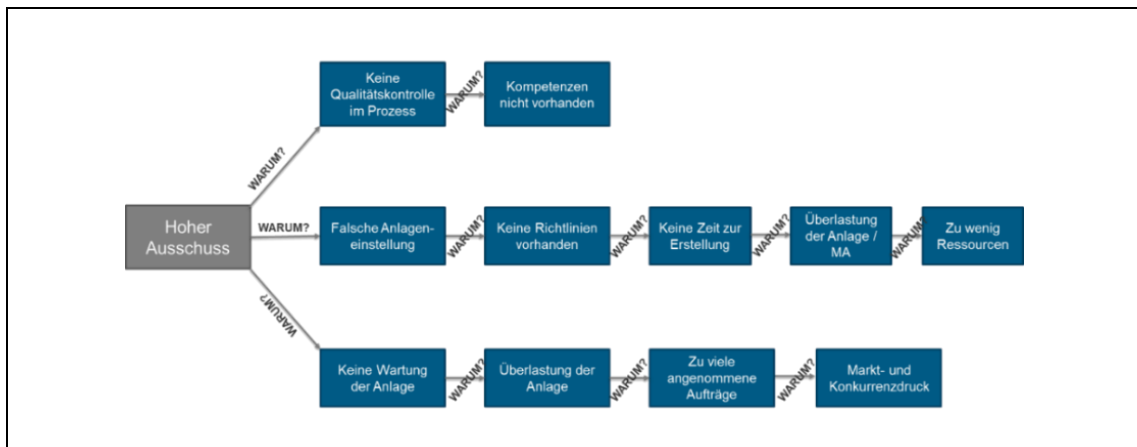 Keine
Qualitätskontrolle
im Prozess
WARUM?
Kompetenzen
nicht vorhanden
WARUM?
Hoher
Ausschuss
WARUM?
Falsche Anlagen-
einstellung
WARUM?
Keine Richtlinien
vorhanden
WARUM?
Keine Zeit zur
Erstellung
WARUM?
Überlastung
der Anlage /
MA
WARUM?
Zu wenig
Ressourcen
WARUM?
Keine Wartung
der Anlage
WARUM?
Überlastung der
Anlage
WARUM?
Zu viele
angenommene
Aufträge
WARUM?
Markt- und
Konkurrenzdruck